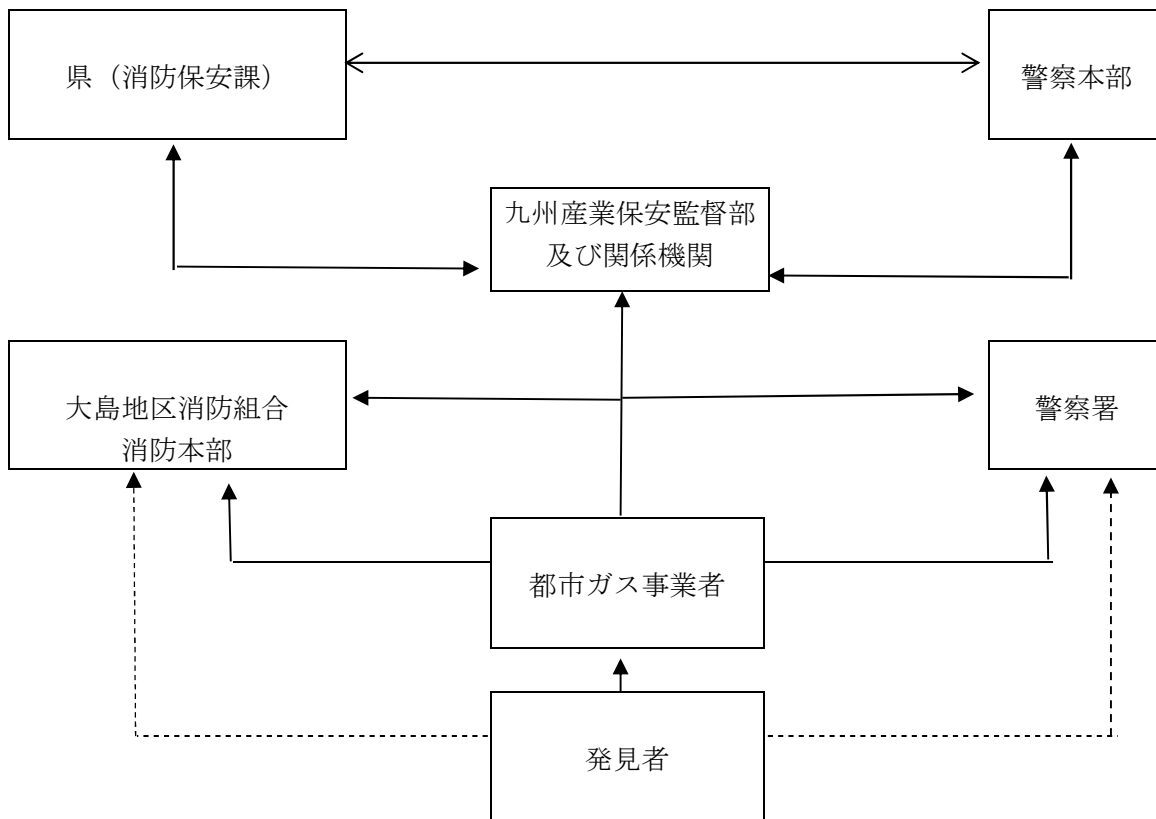 県（消防保安課）
警察本部
九州産業保安監督部
及び関係機関
大島地区消防組合
消防本部
警察署
都市ガス事業者
発見者